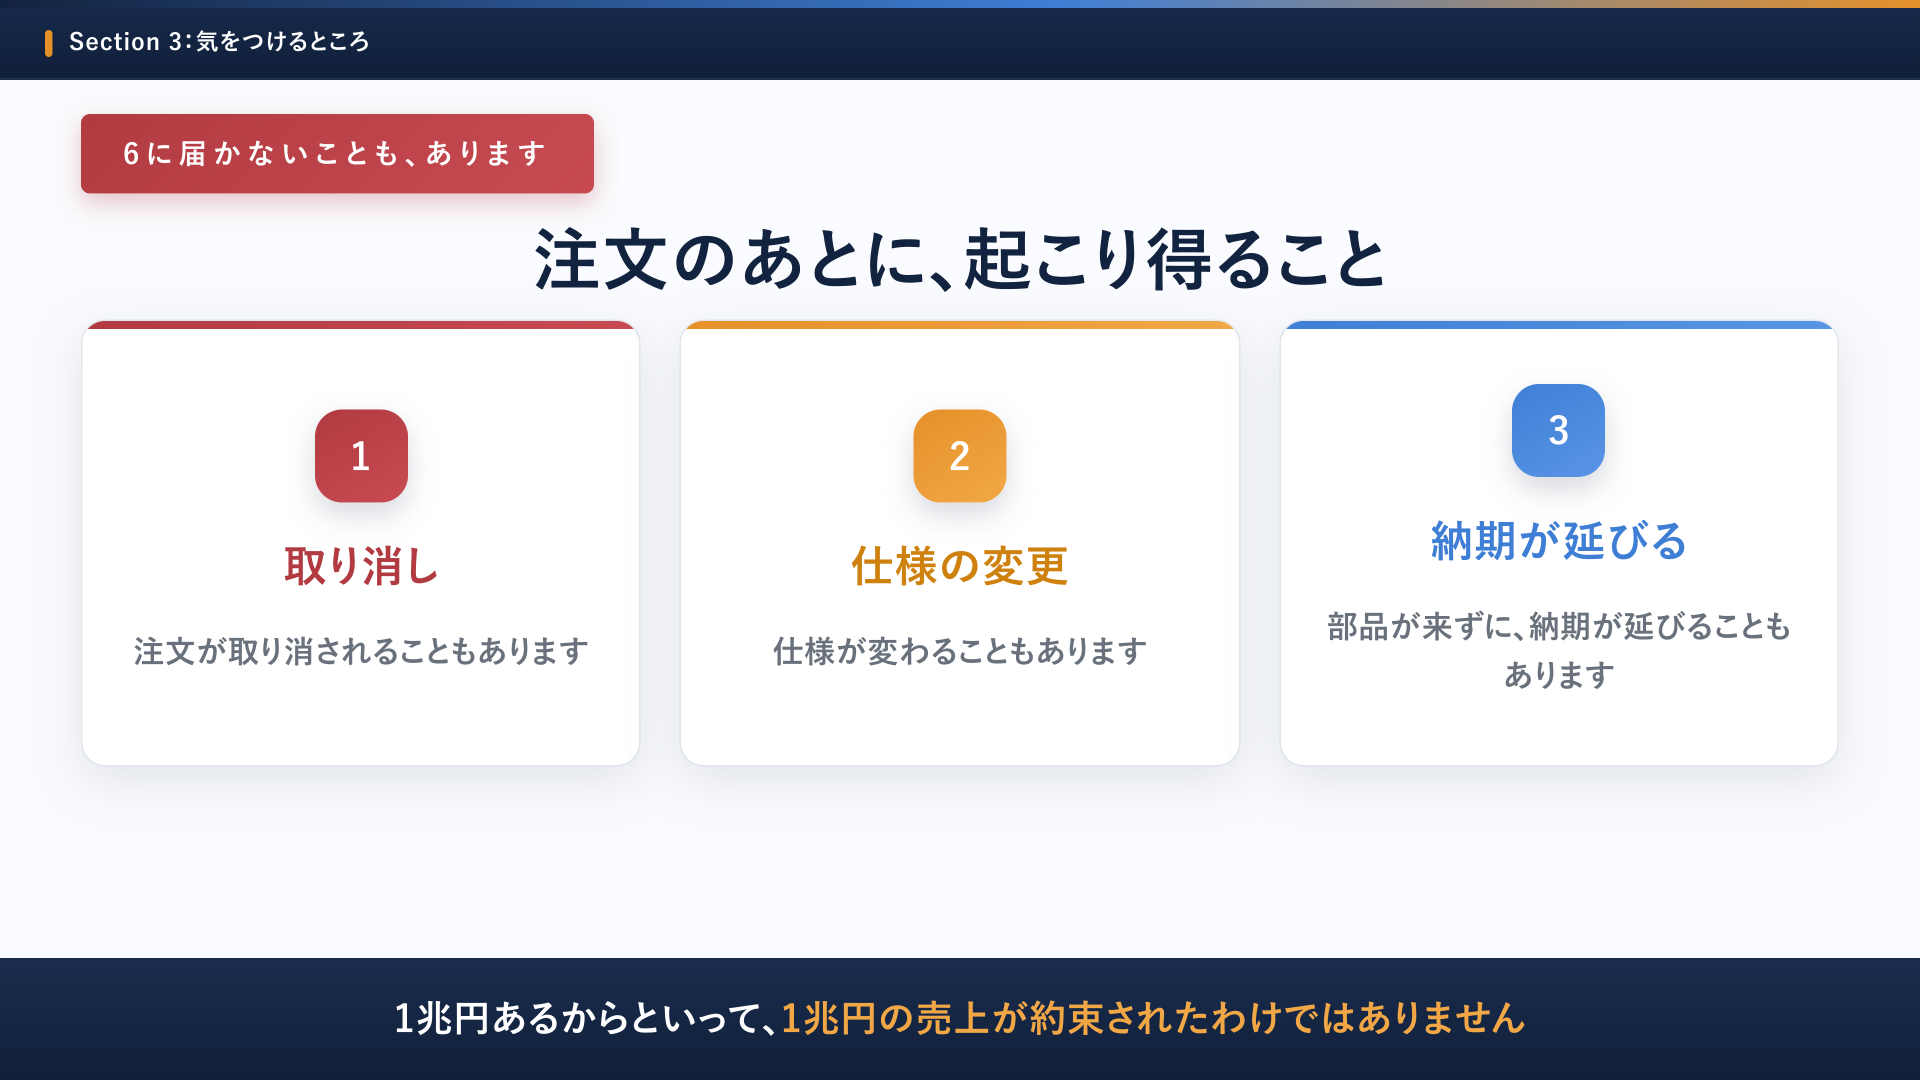 Section 3：気をつけるところ
6に届かないことも、あります
注文のあとに、起こり得ること
1
取り消し
注文が取り消されることもあります
2
仕様の変更
仕様が変わることもあります
3
納期が延びる
部品が来ずに、納期が延びることも
あります
1兆円あるからといって、1兆円の売上が約束されたわけではありません